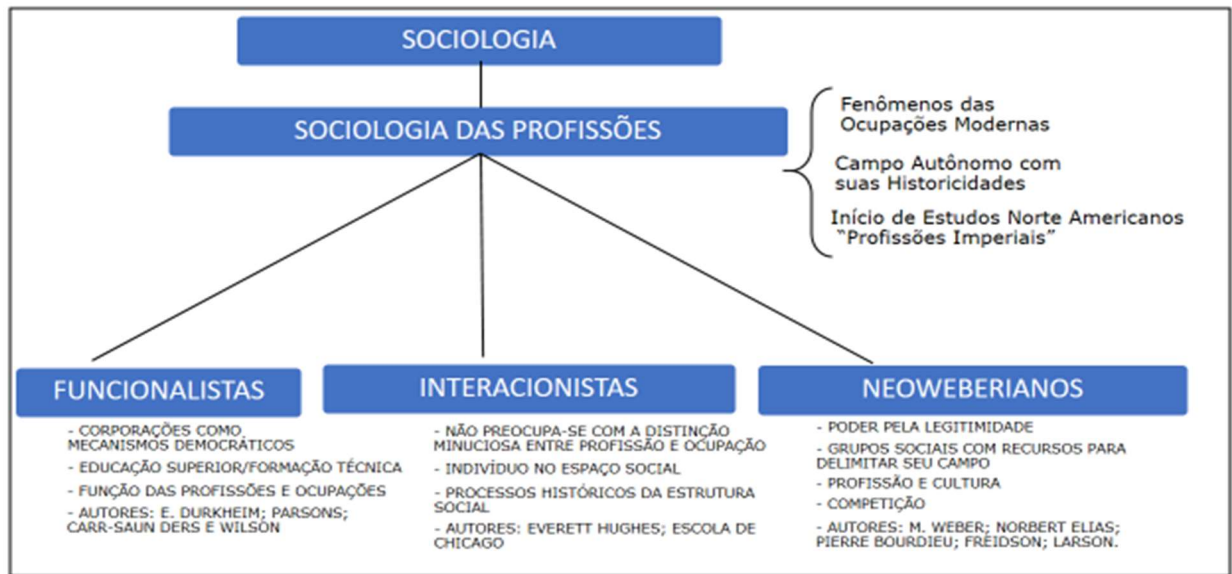 SOCIOLOGIA
SOCIOLOGIA DAS PROFISSÕES
Fenômenos das
Ocupações Modernas
Campo Autônomo com
suas Historicidades
Início de Estudos Norte Americanos
“Profissões Imperiais”
FUNCIONALISTAS
- CORPORAÇÕES COMO
MECANISMOS DEMOCRÁTICOS
- EDUCAÇÃO SUPERIOR/FORMAÇÃO TÉCNICA
- FUNÇÃO DAS PROFISSÕES E OCUPAÇÕES
- AUTORES: E. DURKHEIM; PARSONS;
CARR-SAUN DERS E WILSON
INTERACIONISTAS
- NÃO PREOCUPA-SE COM A DISTINÇÃO
MINUCIOSA ENTRE PROFISSÃO E OCUPAÇÃO
- INDIVÍDUO NO ESPAÇO SOCIAL
- PROCESSOS HISTÓRICOS DA ESTRUTURA
SOCIAL
- AUTORES: EVERETT HUGHES; ESCOLA DE
CHICAGO
NEOWEBERIANOS
- PODER PELA LEGITIMIDADE
- GRUPOS SOCIAIS COM RECURSOS PARA
DELIMITAR SEU CAMPO
- PROFISSÃO E CULTURA
- COMPETIÇÃO
- AUTORES: M. WEBER; NORBERT ELIAS;
PIERRE BOURDIEU; FREIDSON; LARSON.